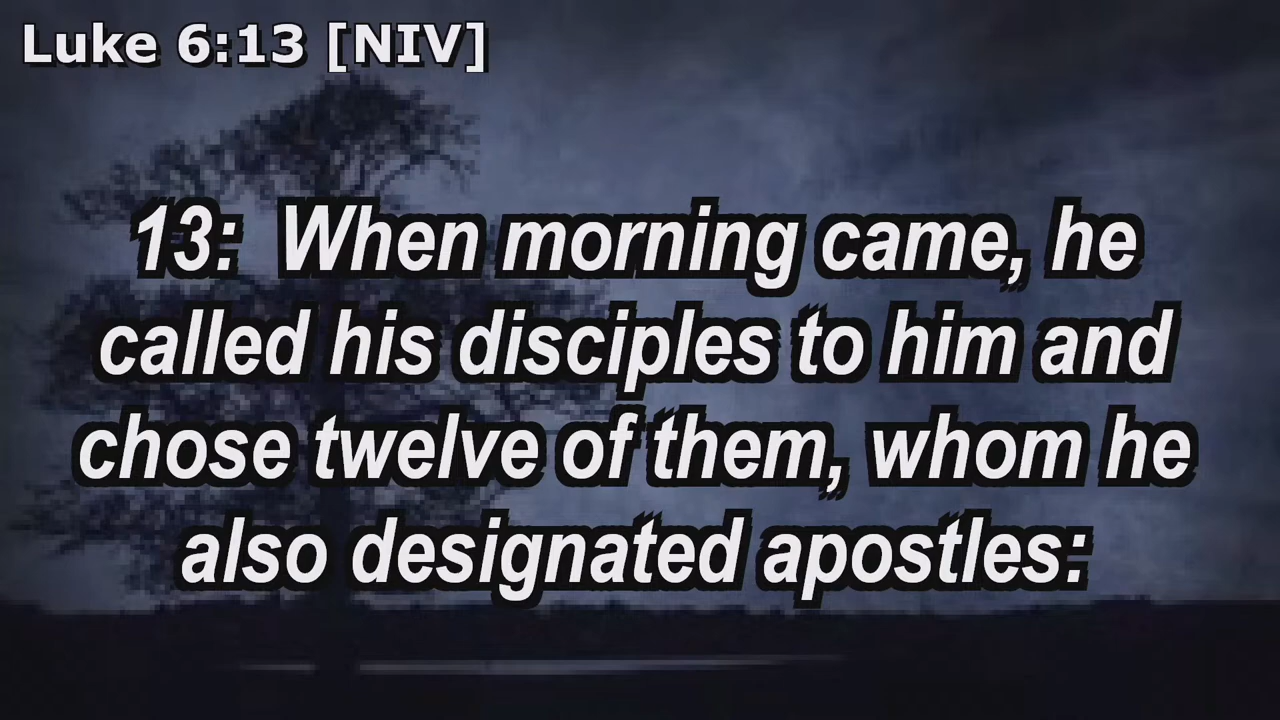 Luke 6:13 [NIV]
13:  When morning came, he
called his disciples to him and
chose twelve of them, whom he
also designated apostles: